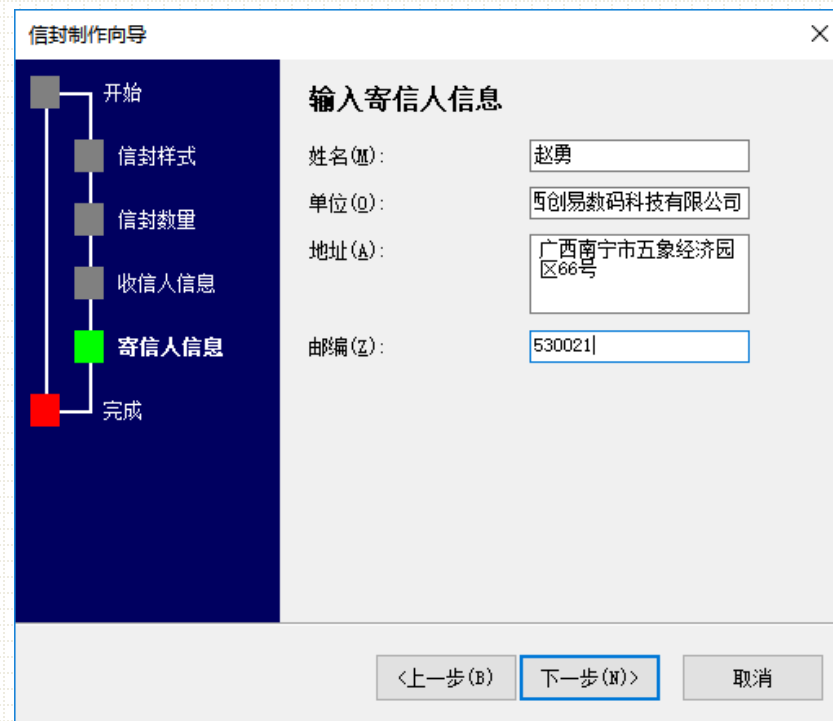 信封制作向导
开始
信封样式
信封数量
收信人信息
寄信人信息
完成
输入寄信人信息
姓名(M):
赵勇
单位(O):
创易数码科技有限公司
地址(A):
广西南宁市五象经济园
区66号
邮编(Z):
530021
<上一步(B)
下一步(N)>
取消